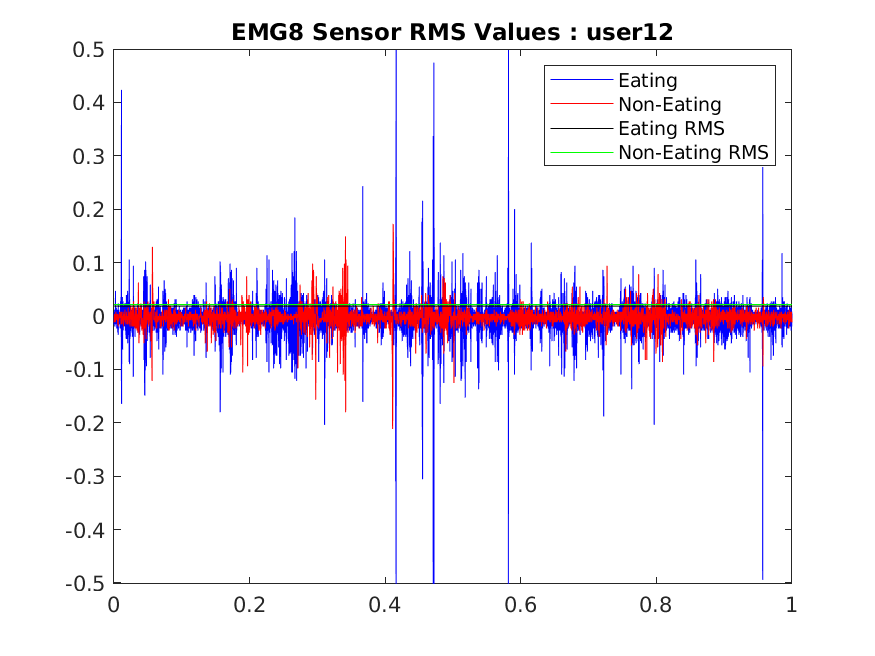 EMG8 Sensor RMS Values : user12
0.5
0.4
0.3
0.2
0.1
0
-0.1
-0.2
-0.3
-0.4
-0.5
Eating
Non-Eating
Eating RMS
Non-Eating RMS
0 0.2 0.4 0.6 0.8 1